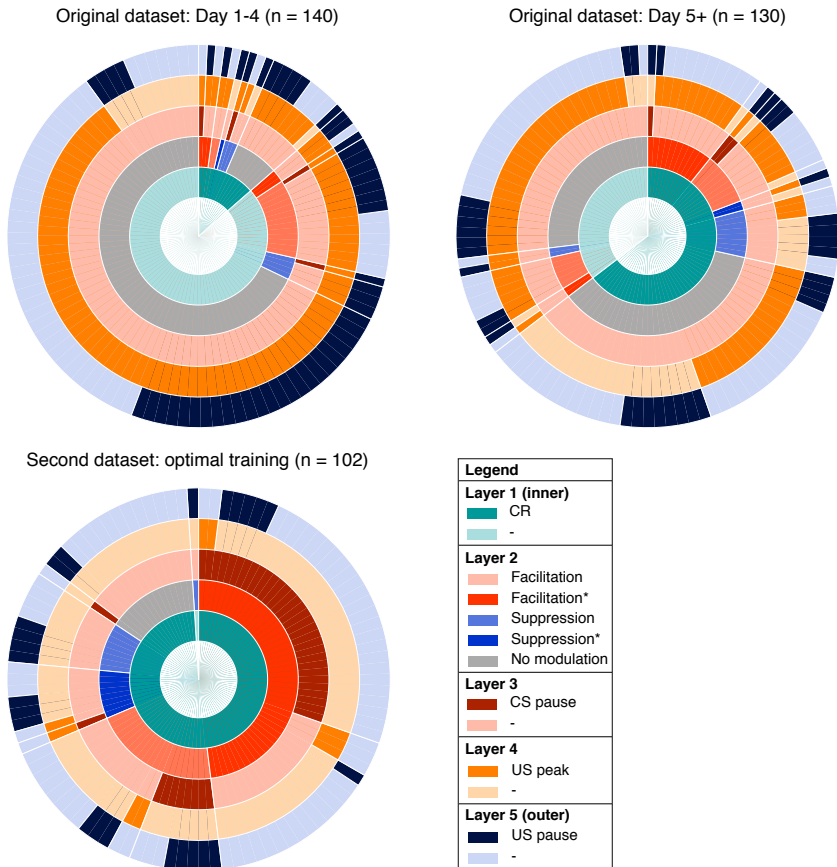 Original dataset: Day 1-4 (n = 140)
Original dataset: Day 5+ (n = 130)
Second dataset: optimal training (n = 102)
Legend
Layer 1 (inner)
CR
-
Layer 2
Facilitation
Facilitation*
Suppression
Suppression*
No modulation
Layer 3
CS pause
-
Layer 4
US peak
-
Layer 5 (outer)
US pause
-